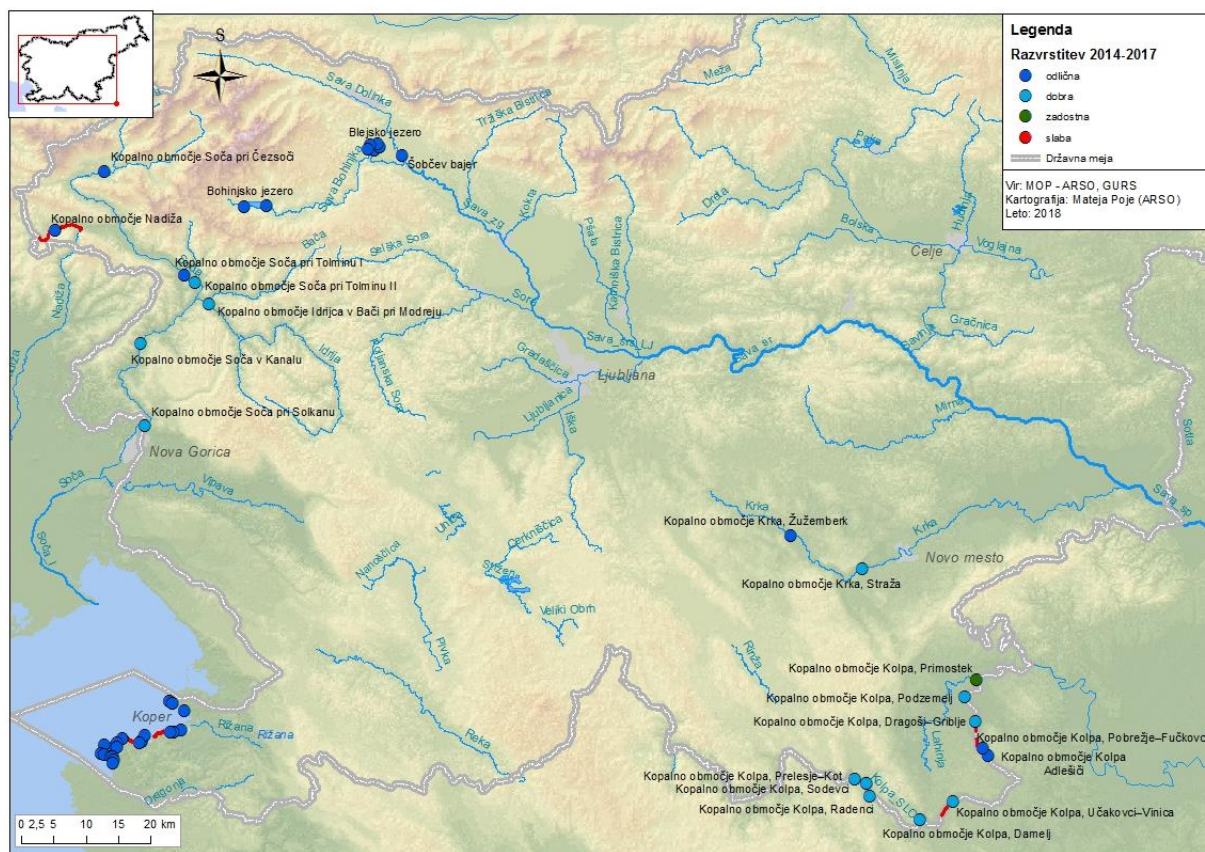 Legenda
Razvrstitev 2014-2017
odlična
dobra
zadostna
slaba
Državna meja
Vir: MOP - ARSO, GURS
Kartografija: Mateja Poje (ARSO)
Leto: 2018
S
Meža
Mislinja
Sava Dolinka
Tržiška Bistrica
Blejsko jezero
Šobčev bajer
Paka
Kopalno območje Soča pri Čezsoči
Sava Bohinjka
Bohinjsko jezero
Kokra
Sava zg
Dreta
Pšata
Kamniška Bistrica
Bolska
Hudinja
Voglajna
Celje
Kopalno območje Nadiža
Bača
Selška Sora
Kopalno območje Soča pri Tolminu I
Kopalno območje Soča pri Tolminu II
Nadiža
Sora
Kopalno območje Idrijca v Bači pri Modreju
Gračnica
Savinja
Sava_sr_LJ
Sava sr
Kopalno območje Soča v Kanalu
Idrija
Poljanska Sora
Gradaščica
Ljubljana
Ljubljanica
Iška
Mirna
Sotla
Kopalno območje Soča pri Solkanu
Nova Gorica
Soča
Vipava
Soča_I
Unica
Cerkniščica
Nanoščica
Stržen
Veliki Obrh
Pivka
Krka
Krka
Sava_sp
Kopalno območje Krka, Žužemberk
Novo mesto
Kopalno območje Krka, Straža
Rinža
Kopalno območje Kolpa, Primostek
Kopalno območje Kolpa, Podzemelj
Kopalno območje Kolpa, Dragoši-Griblje
Kopalno območje Kolpa, Pobrežje-Fučkovci
Kopalno območje Kolpa
Adlešiči
Lahinja
Koper
Rižana
Rižana
Reka
Dragonja
Kopalno območje Kolpa, Prelesje-Kot
Kopalno območje Kolpa, Sodevci
Kopalno območje Kolpa, Radenci
Kolpa_SLO
Kopalno območje Kolpa, Učakovci-Vinica
Kopalno območje Kolpa, Damelj
0 2,5 5 10 15 20 km